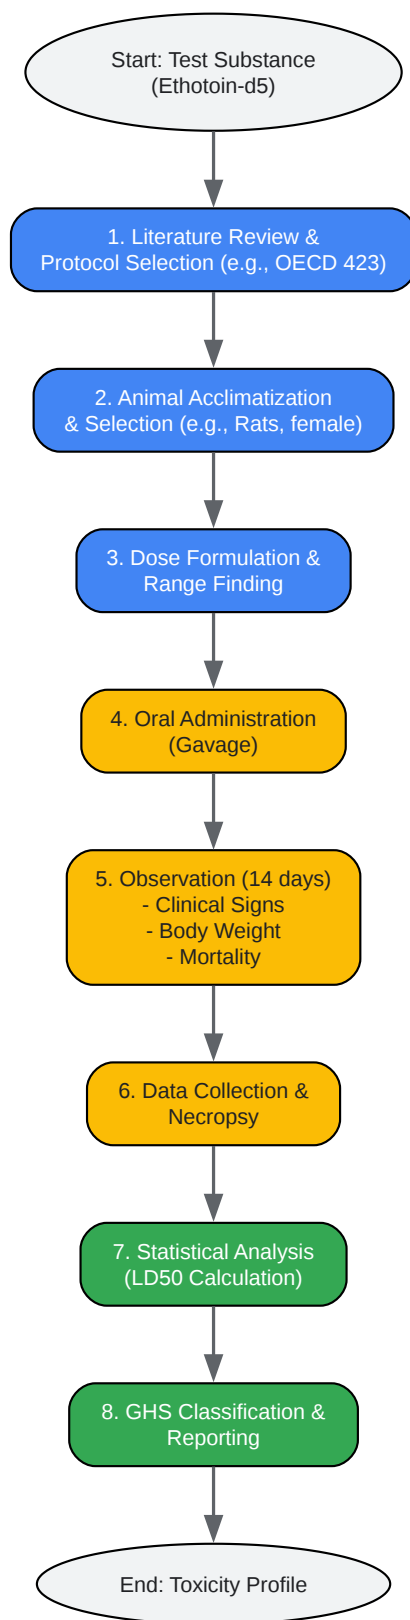 Start: Test Substance
(Ethotoin-d5)
1. Literature Review &
Protocol Selection (e.g., OECD 423)
2. Animal Acclimatization
& Selection (e.g., Rats, female)
3. Dose Formulation &
Range Finding
4. Oral Administration
(Gavage)
5. Observation (14 days)
- Clinical Signs
- Body Weight
- Mortality
6. Data Collection &
Necropsy
7. Statistical Analysis
(LD50 Calculation)
8. GHS Classification &
Reporting
End: Toxicity Profile